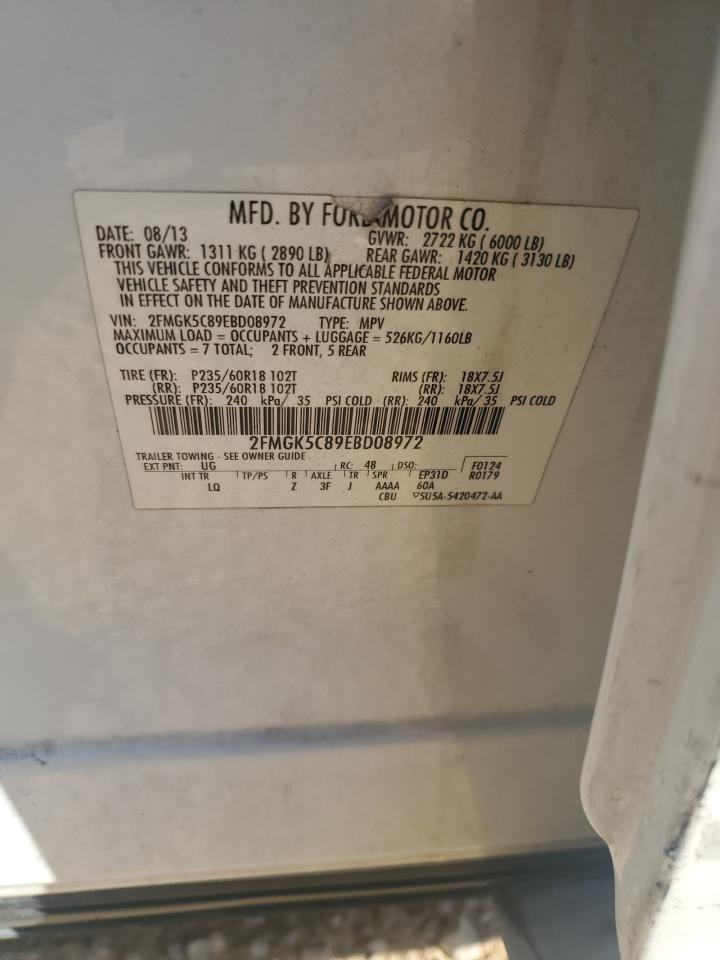 MFD. BY FORD MOTOR CO.
DATE: 08/13 GVWR: 2722 KG ( 6000 LB)
FRONT GAWR: 1311 KG ( 2890 LB) REAR GAWR: 1420 KG ( 3130 LB)
THIS VEHICLE CONFORMS TO ALL APPLICABLE FEDERAL MOTOR
VEHICLE SAFETY AND THEFT PREVENTION STANDARDS
IN EFFECT ON THE DATE OF MANUFACTURE SHOWN ABOVE.
VIN: 2FMGK5C89EBD08972 TYPE: MPV
MAXIMUM LOAD = OCCUPANTS + LUGGAGE = 526KG/1160LB
OCCUPANTS = 7 TOTAL; 2 FRONT, 5 REAR
TIRE (FR): P235/60R18 102T RIMS (FR): 18X7.5J
(RR): P235/60R18 102T (RR): 18X7.5J
PRESSURE (FR): 240 kPa/ 35 PSI COLD (RR): 240 kPa/ 35 PSI COLD
2FMGK5C89EBD08972
TRAILER TOWING - SEE OWNER GUIDE
EXT PNT: UG RC: 48 DSO: F0124
INT TR TP/PS R AXLE TR SPR EP31D R0179
LQ Z 3F J AAAA 60A
CBU 5U5A-5420472-AA